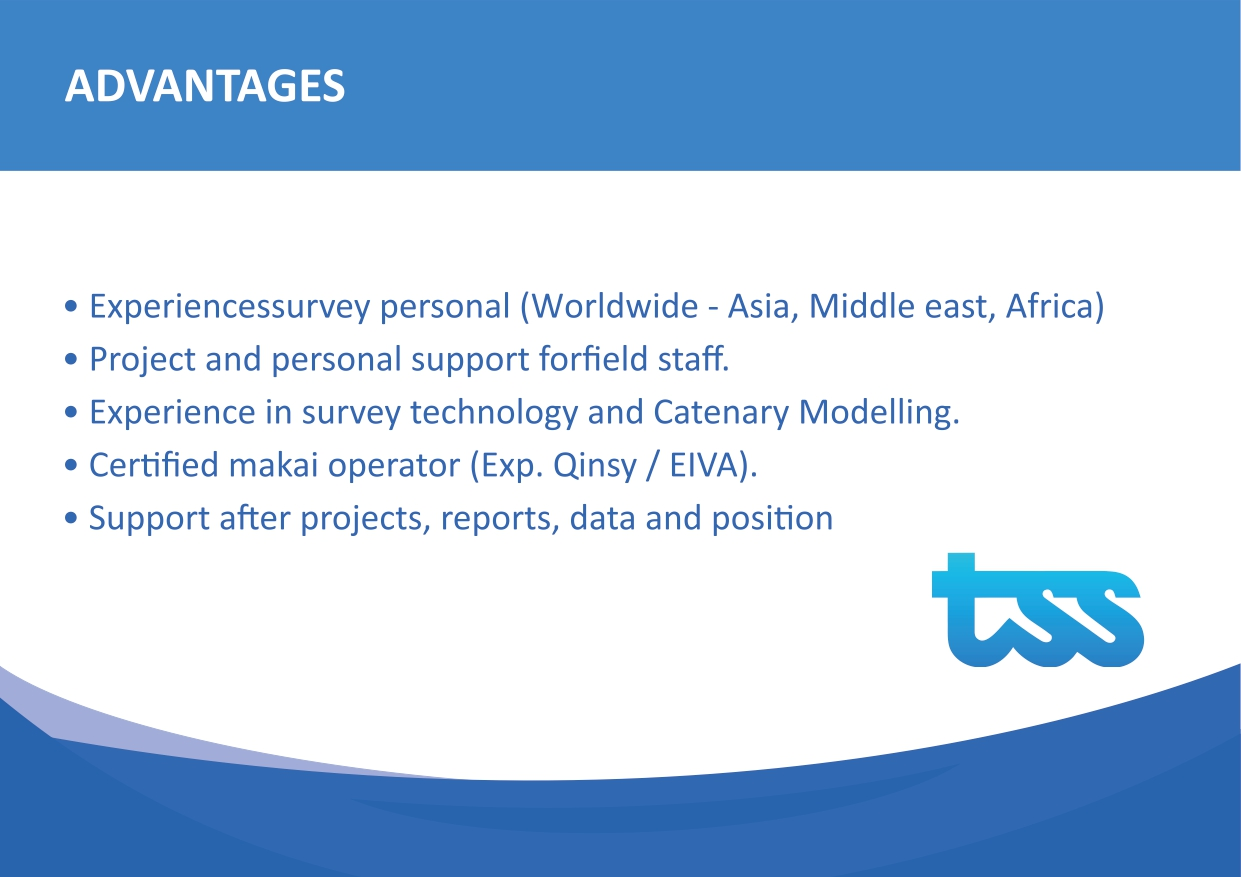 ADVANTAGES
• Experiencessurvey personal (Worldwide - Asia, Middle east, Africa)
• Project and personal support forfield staff.
• Experience in survey technology and Catenary Modelling.
• Certified makai operator (Exp. Qinsy / EIVA).
• Support after projects, reports, data and position
tss